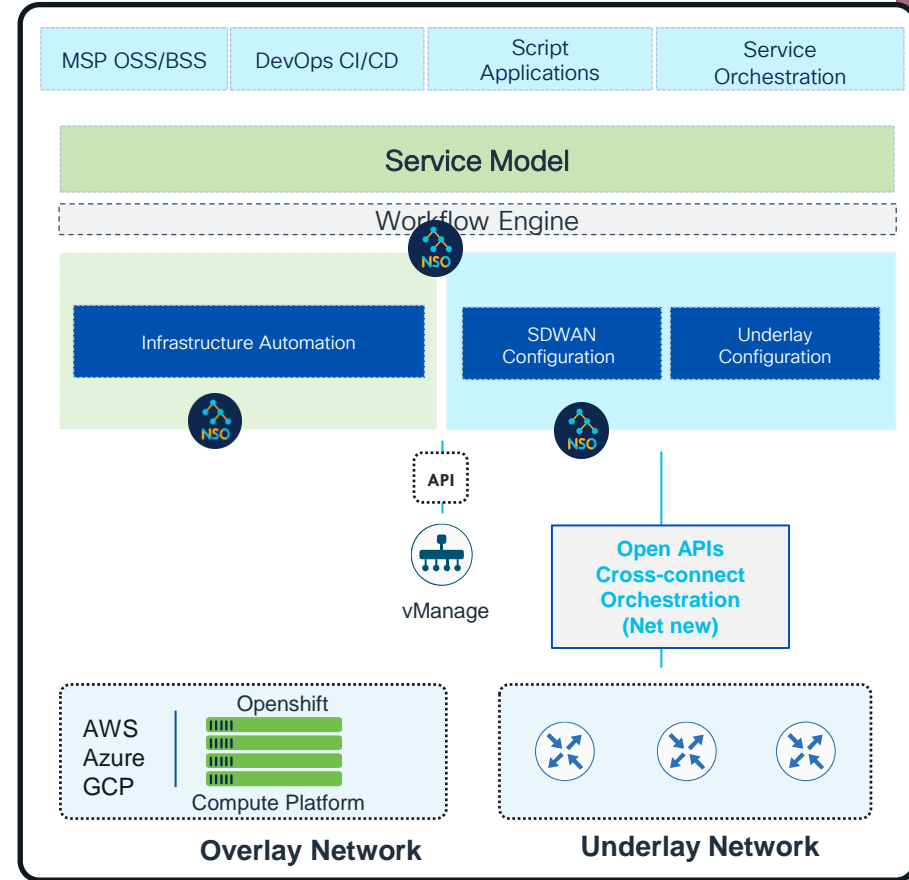 MSP OSS/BSS
DevOps CI/CD
Script
Applications
Service
Orchestration
Service Model
Workflow Engine
NSO
Infrastructure Automation
SDWAN
Configuration
Underlay
Configuration
NSO
NSO
API
vManage
Open APIs
Cross-connect
Orchestration
(Net new)
AWS
Azure
GCP
Openshift
Compute Platform
Overlay Network
Underlay Network